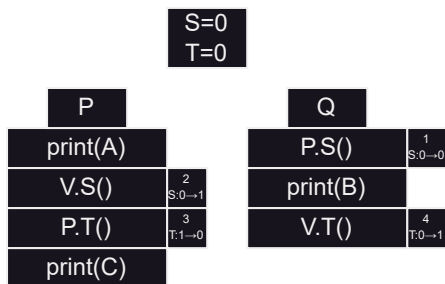 S=0
T=0
P
Q
print(A)
P.S()
1
S:0→0
V.S()
2
S:0→1
print(B)
P.T()
3
T:1→0
V.T()
4
T:0→1
print(C)